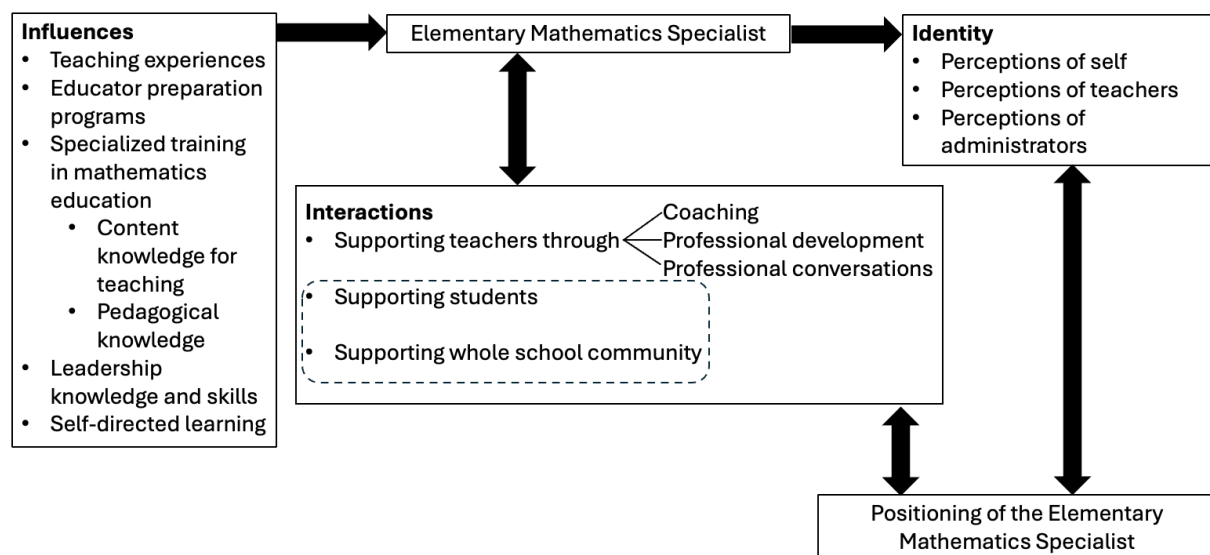 Influences
• Teaching experiences
• Educator preparation
programs
• Specialized training
in mathematics
education
• Content
knowledge for
teaching
• Pedagogical
knowledge
• Leadership
knowledge and skills
• Self-directed learning
Elementary Mathematics Specialist
Identity
• Perceptions of self
• Perceptions of teachers
• Perceptions of
administrators
Interactions
• Supporting teachers through
Coaching
Professional development
Professional conversations
• Supporting students
• Supporting whole school community
Positioning of the Elementary
Mathematics Specialist